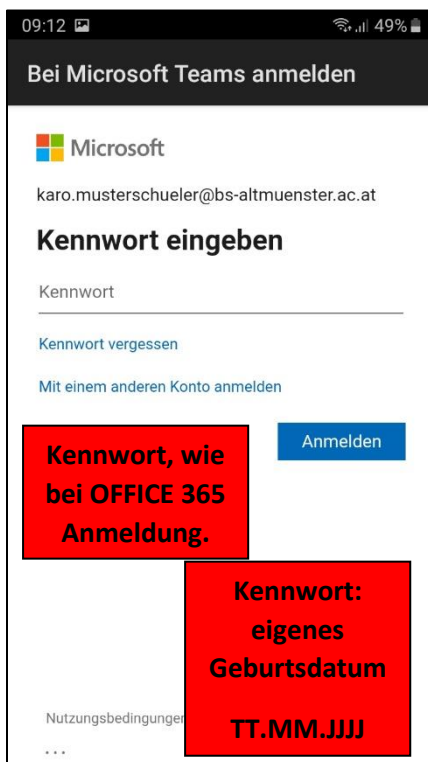 09:12 49%
Bei Microsoft Teams anmelden
Microsoft
karo.musterschueler@bs-altmuenster.ac.at
Kennwort eingeben
Kennwort
Kennwort vergessen
Mit einem anderen Konto anmelden
Anmelden
Kennwort, wie
bei OFFICE 365
Anmeldung.
Kennwort:
eigenes
Geburtsdatum
TT.MM.JJJJ
Nutzungsbedingungen
...